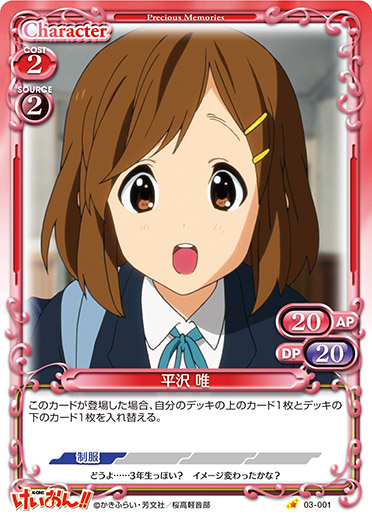 Precious Memories
Character
COST
2
SOURCE
2
20 AP
DP 20
平沢 唯
このカードが登場した場合、自分のデッキの上のカード1枚とデッキの
下のカード1枚を入れ替える。
制服
どうよ……3年生っぽい? イメージ変わったかな?
K-ON!!
けいおん!!
©かきふらい・芳文社/桜高軽音部
03-001